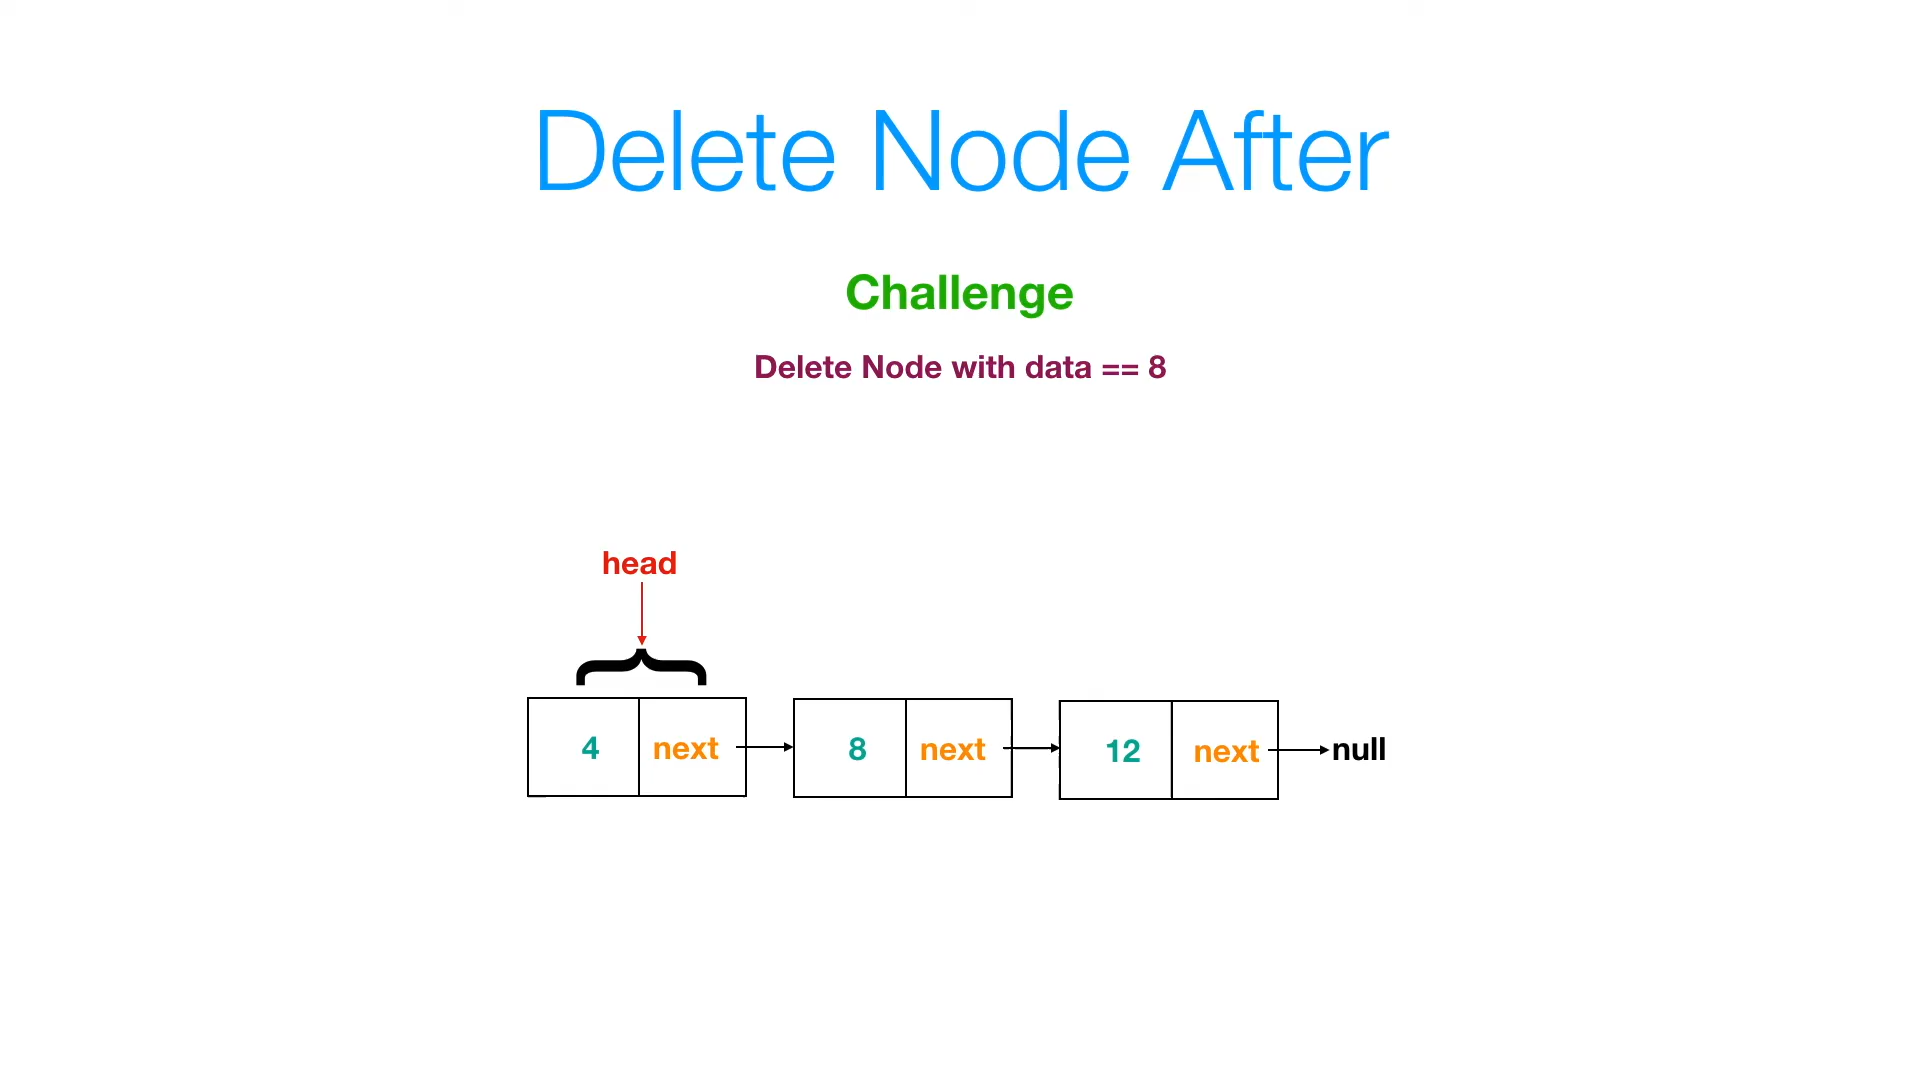 Delete Node After
Challenge
Delete Node with data == 8
head
4 next 8 next 12 next null